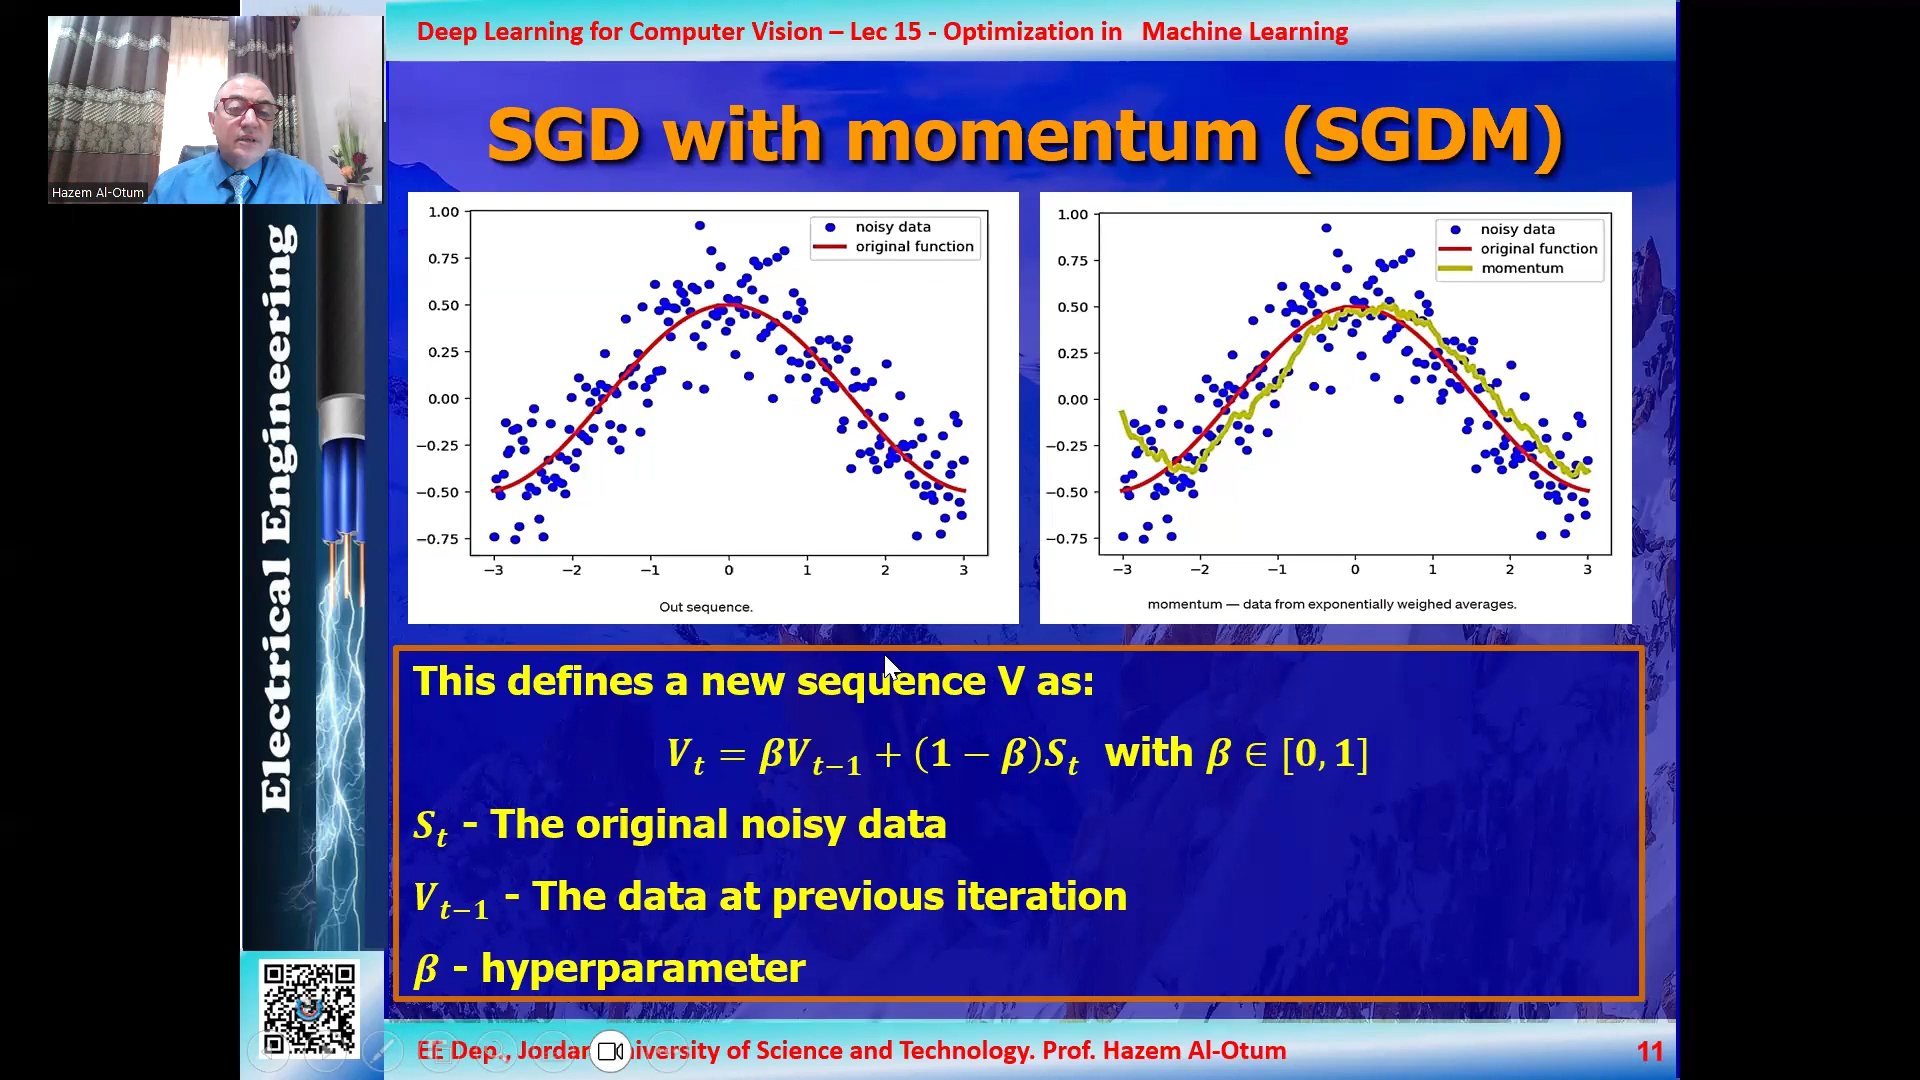 Deep Learning for Computer Vision – Lec 15 - Optimization in Machine Learning
Hazem Al-Otum
Electrical Engineering
SGD with momentum (SGDM)
1.00
0.75
0.50
0.25
0.00
−0.25
−0.50
−0.75
−3 −2 −1 0 1 2 3
noisy data
original function
Out sequence.
1.00
0.75
0.50
0.25
0.00
−0.25
−0.50
−0.75
−3 −2 −1 0 1 2 3
noisy data
original function
momentum
momentum — data from exponentially weighed averages.
This defines a new sequence V as:
Vₜ = βVₜ₋₁ + (1 − β)Sₜ with β ∈ [0, 1]
Sₜ - The original noisy data
Vₜ₋₁ - The data at previous iteration
β - hyperparameter
EE Dep., Jordan University of Science and Technology. Prof. Hazem Al-Otum
11